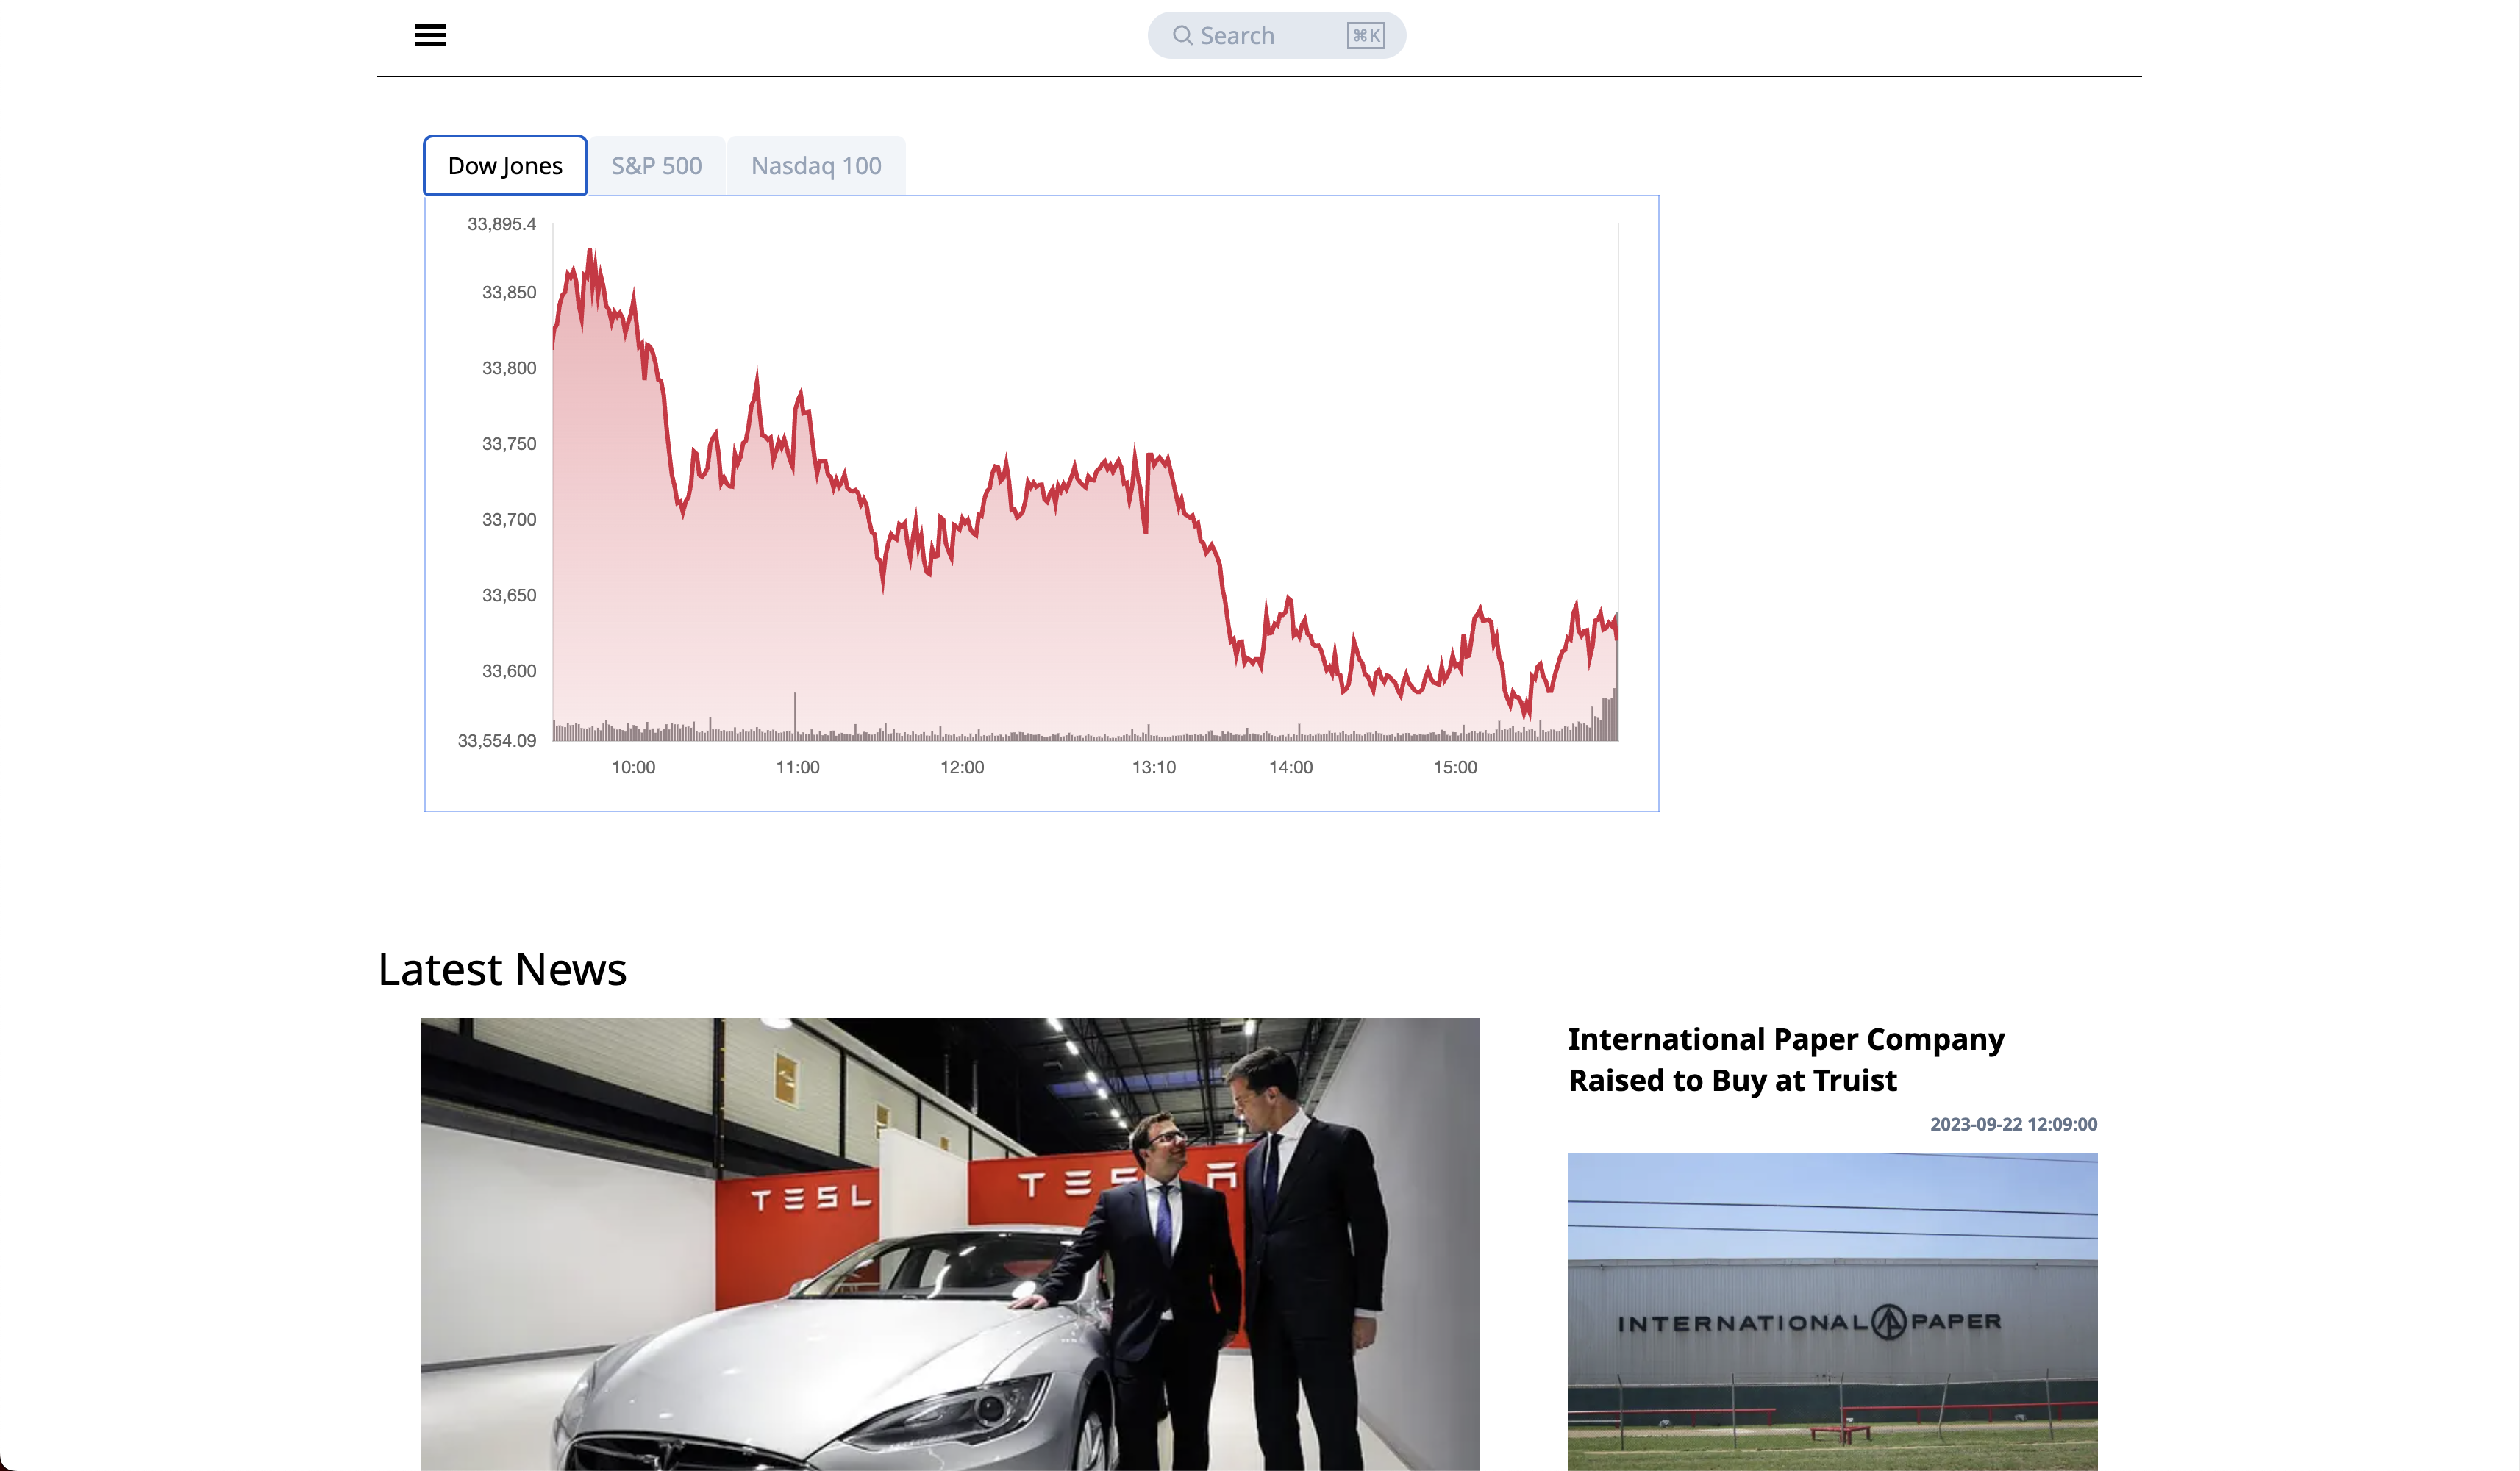 Search ⌘K
Dow Jones S&P 500 Nasdaq 100
33,895.4
33,850
33,800
33,750
33,700
33,650
33,600
33,554.09
10:00 11:00 12:00 13:10 14:00 15:00
Latest News
International Paper Company
Raised to Buy at Truist
2023-09-22 12:09:00
TESL
TESLA
INTERNATIONAL PAPER